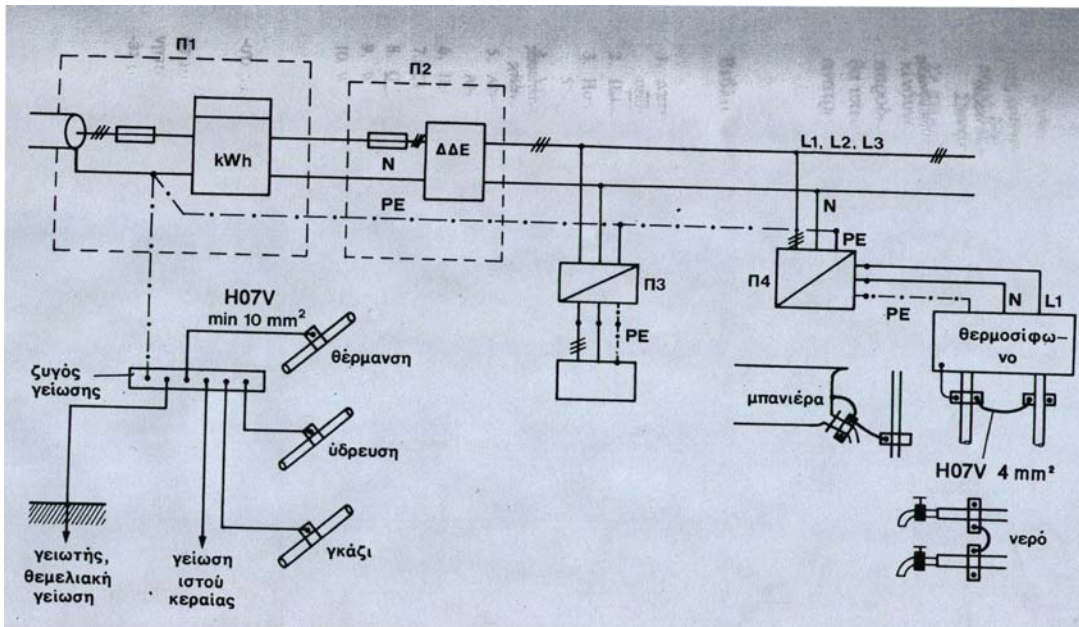 Π1
Π2
kWh
N
ΔΔΕ
PE
L1, L2, L3
N
PE
Π3
PE
Π4
N
L1
PE
θερμοσίφω–
νο
H07V
min 10 mm²
θέρμανση
ζυγός
γείωσης
ὑδρευση
γκάζι
γειωτής,
θεμελιακή
γείωση
γείωση
ιστού
κεραίας
μπανιέρα
H07V 4 mm²
νερό